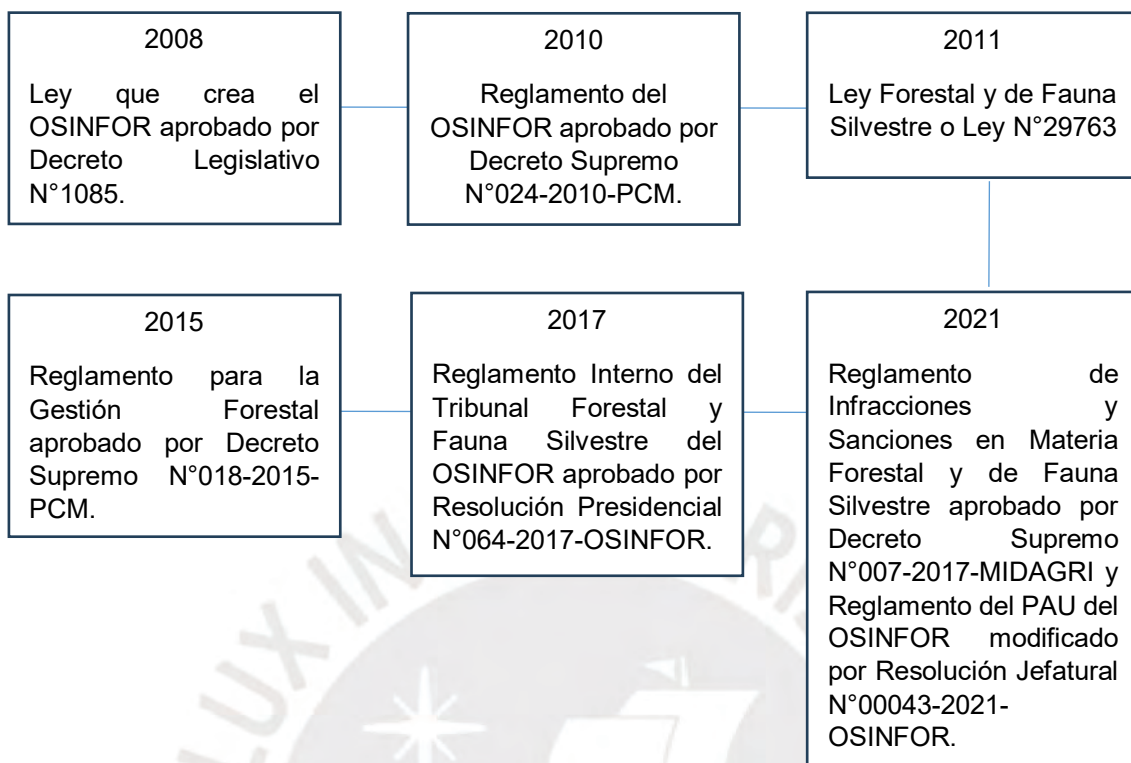 2008
Ley que crea el
OSINFOR aprobado por
Decreto Legislativo
N°1085.
2010
Reglamento del
OSINFOR aprobado por
Decreto Supremo
N°024-2010-PCM.
2011
Ley Forestal y de Fauna
Silvestre o Ley N°29763
2015
Reglamento para la
Gestión Forestal
aprobado por Decreto
Supremo N°018-2015-
PCM.
2017
Reglamento Interno del
Tribunal Forestal y
Fauna Silvestre del
OSINFOR aprobado por
Resolución Presidencial
N°064-2017-OSINFOR.
2021
Reglamento de
Infracciones y
Sanciones en Materia
Forestal y de Fauna
Silvestre aprobado por
Decreto Supremo
N°007-2017-MIDAGRI y
Reglamento del PAU del
OSINFOR modificado
por Resolución Jefatural
N°00043-2021-
OSINFOR.
LUX IN